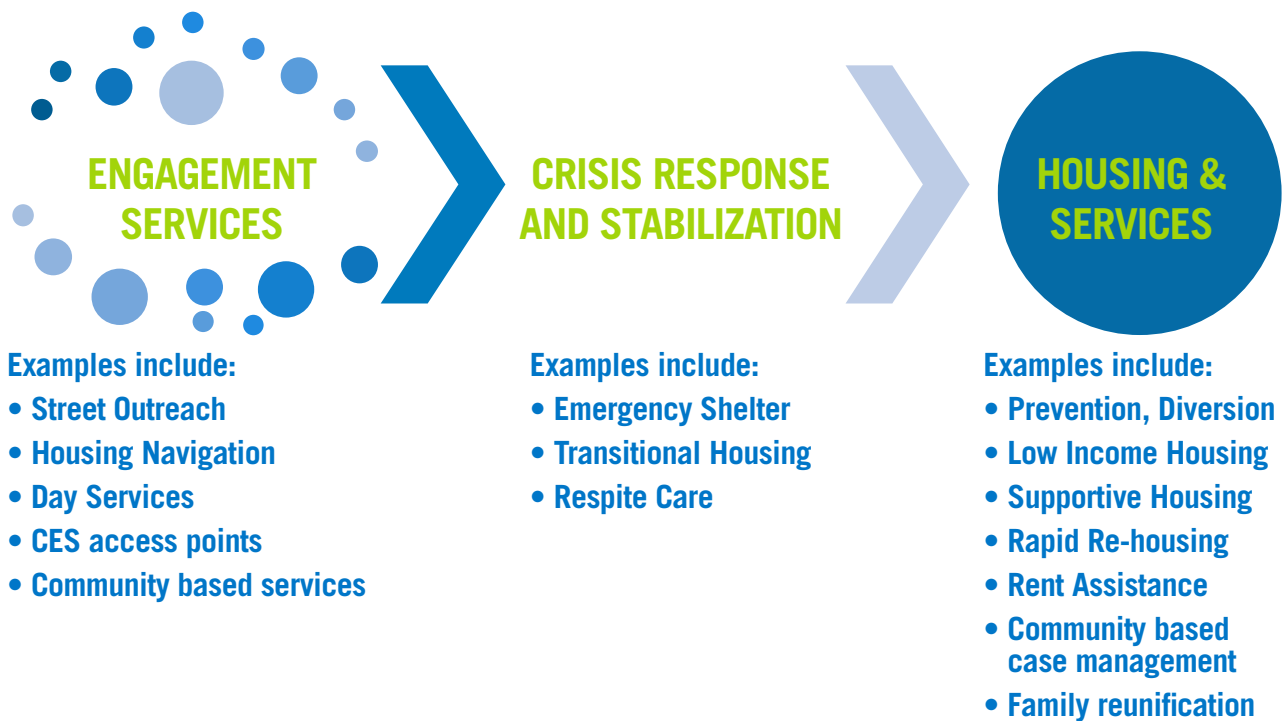 ENGAGEMENT
SERVICES
CRISIS RESPONSE
AND STABILIZATION
HOUSING &
SERVICES
Examples include:
• Street Outreach
• Housing Navigation
• Day Services
• CES access points
• Community based services
Examples include:
• Emergency Shelter
• Transitional Housing
• Respite Care
Examples include:
• Prevention, Diversion
• Low Income Housing
• Supportive Housing
• Rapid Re-housing
• Rent Assistance
• Community based
case management
• Family reunification